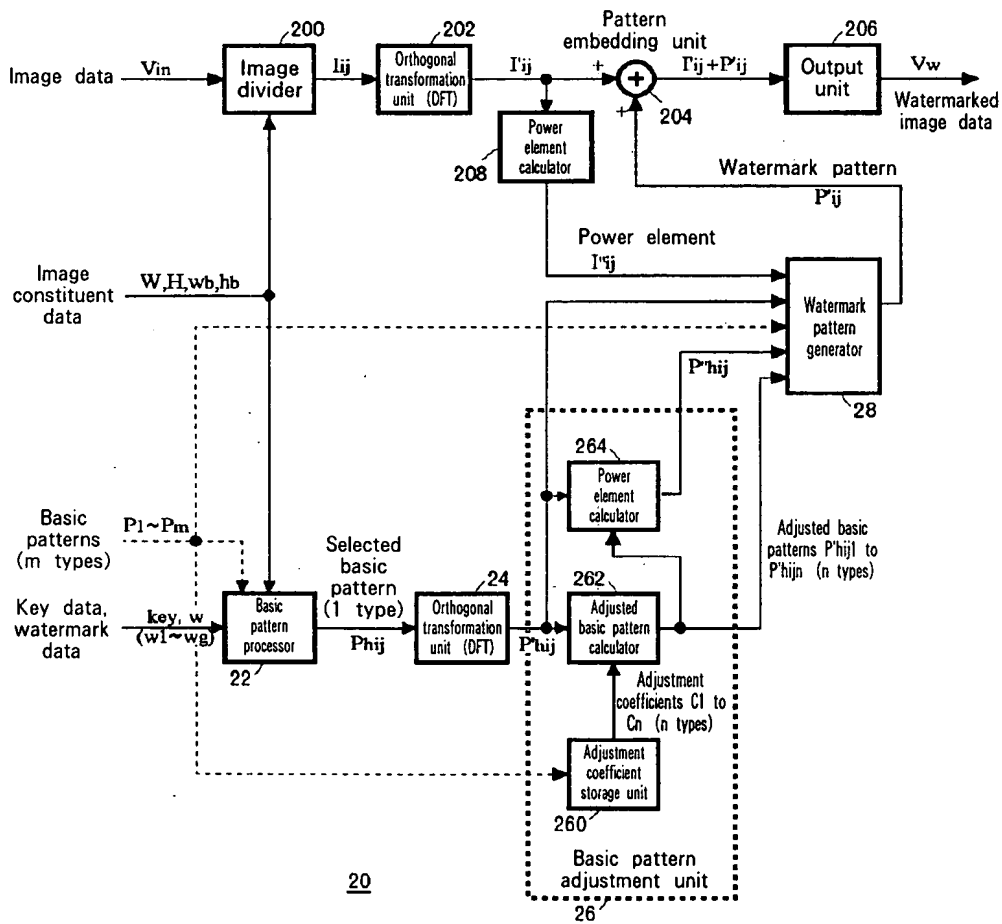 200
202
206
Pattern
embedding unit
Image data
Vin
Image
divider
Iij
Orthogonal
transformation
unit (DFT)
I'ij
+
+
+
204
I'ij+P'ij
Output
unit
Vw
Watermarked
image data
Power
element
calculator
208
Watermark pattern
P'ij
Power element
I''ij
Image
constituent
data
W,H,wb,hb
Watermark
pattern
generator
28
P''hij
264
Power
element
calculator
Basic
patterns
(m types)
P1~Pm
Selected
basic
pattern
(1 type)
24
262
Adjusted basic
patterns P'hij1 to
P'hijn (n types)
Key data,
watermark
data
key, w
(w1~wg)
Basic
pattern
processor
22
Phij
Orthogonal
transformation
unit (DFT)
P'hij
Adjusted
basic pattern
calculator
Adjustment
coefficients C1 to
Cn (n types)
Adjustment
coefficient
storage unit
260
Basic pattern
adjustment unit
20
26